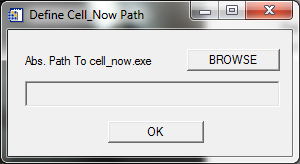 Define Cell_Now Path
Abs. Path To cell_now.exe
BROWSE
OK